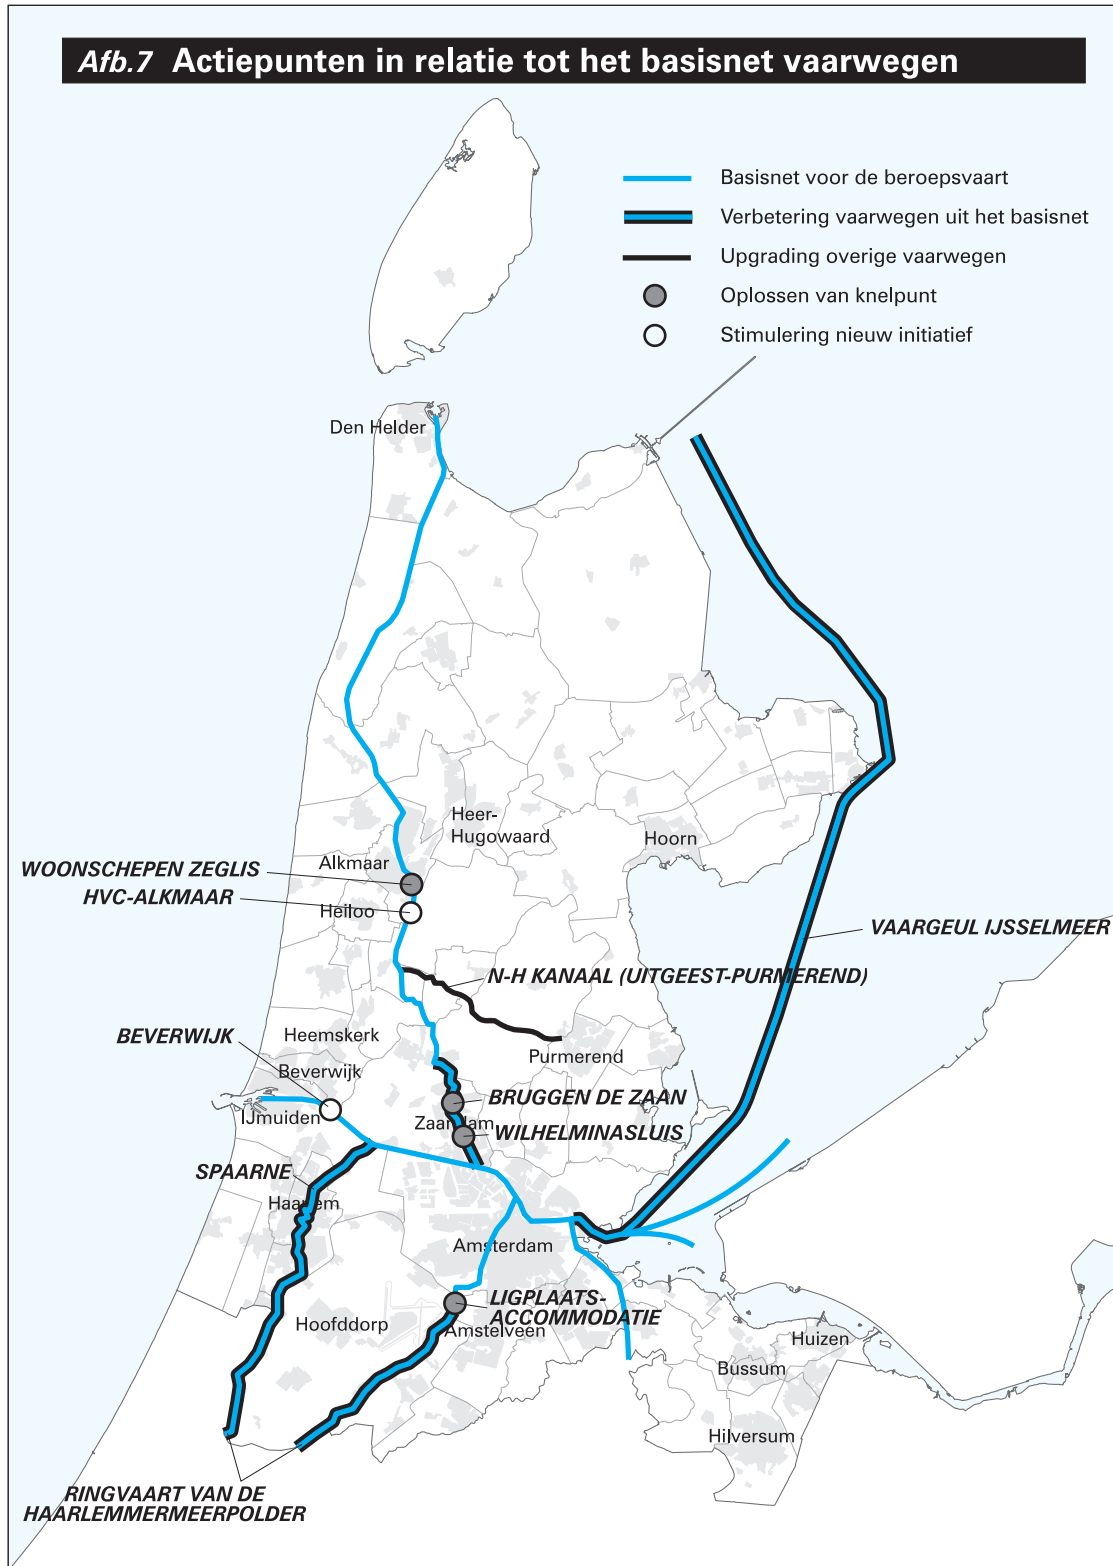 Afb.7 Actiepunten in relatie tot het basisnet vaarwegen
Basisnet voor de beroepsvaart
Verbetering vaarwegen uit het basisnet
Upgrading overige vaarwegen
Oplossen van knelpunt
Stimulering nieuw initiatief
Den Helder
Heer-
Hugowaard
Hoorn
Alkmaar
WOONSCHEPEN ZEGLIS
HVC-ALKMAAR
Heiloo
VAARGEUL IJSSELMEER
N-H KANAAL (UITGEEST-PURMEREND)
BEVERWIJK
Heemskerk
Purmerend
Beverwijk
BRUGGEN DE ZAAN
IJmuiden
Zaandam
WILHELMINASLUIS
SPAARNE
Haarlem
Amsterdam
LIGPLAATS-
ACCOMMODATIE
Hoofddorp
Amstelveen
Huizen
Bussum
Hilversum
RINGVAART VAN DE
HAARLEMMERMEERPOLDER